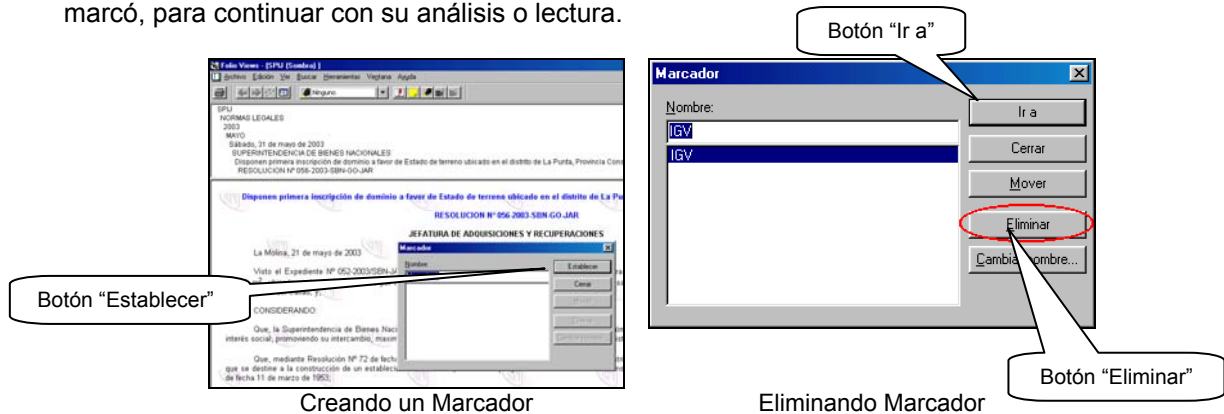 marcó, para continuar con su análisis o lectura.
Botón “Ir a”
Folio Views - [SPIJ (Sombra) ]
Archivo Edición Ver Buscar Herramientas Ventana Ayuda
Ninguno
SPIJ
NORMAS LEGALES
2003
MAYO
Sábado, 31 de mayo de 2003
SUPERINTENDENCIA DE BIENES NACIONALES
Disponen primera inscripción de dominio a favor de Estado de terreno ubicado en el distrito de La Punta, Provincia Cons
RESOLUCION Nº 056-2003-SBN-GO-JAR
Disponen primera inscripción de dominio a favor de Estado de terreno ubicado en el distrito de La Pu
RESOLUCION Nº 056-2003-SBN-GO-JAR
JEFATURA DE ADQUISICIONES Y RECUPERACIONES
La Molina, 21 de mayo de 2003
Visto el Expediente Nº 052-2003/SBN-JA
CONSIDERANDO:
Que, la Superintendencia de Bienes Naci
interés social; promoviendo su intercambio, maxim
Que, mediante Resolución Nº 72 de fech
que se destine a la construcción de un establec
de fecha 11 de marzo de 1953;
Marcador
Nombre:
Establecer
Cerrar
Mover
Eliminar
Cambiar nombre...
Botón “Establecer”
Creando un Marcador
Marcador
Nombre:
IGV
IGV
Ir a
Cerrar
Mover
Eliminar
nombre...
Botón “Eliminar”
Eliminando Marcador